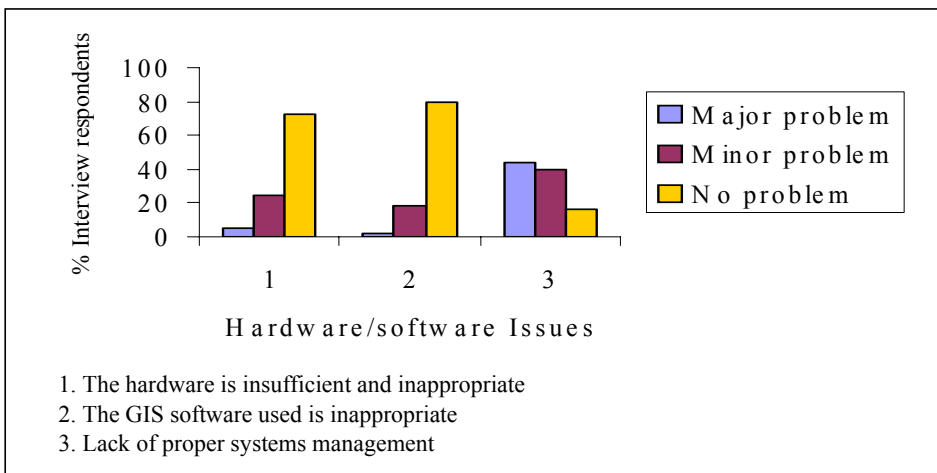 % Interview respondents
100
80
60
40
20
0
1 2 3
Hardware/software Issues
Major problem
Minor problem
No problem
1. The hardware is insufficient and inappropriate
2. The GIS software used is inappropriate
3. Lack of proper systems management